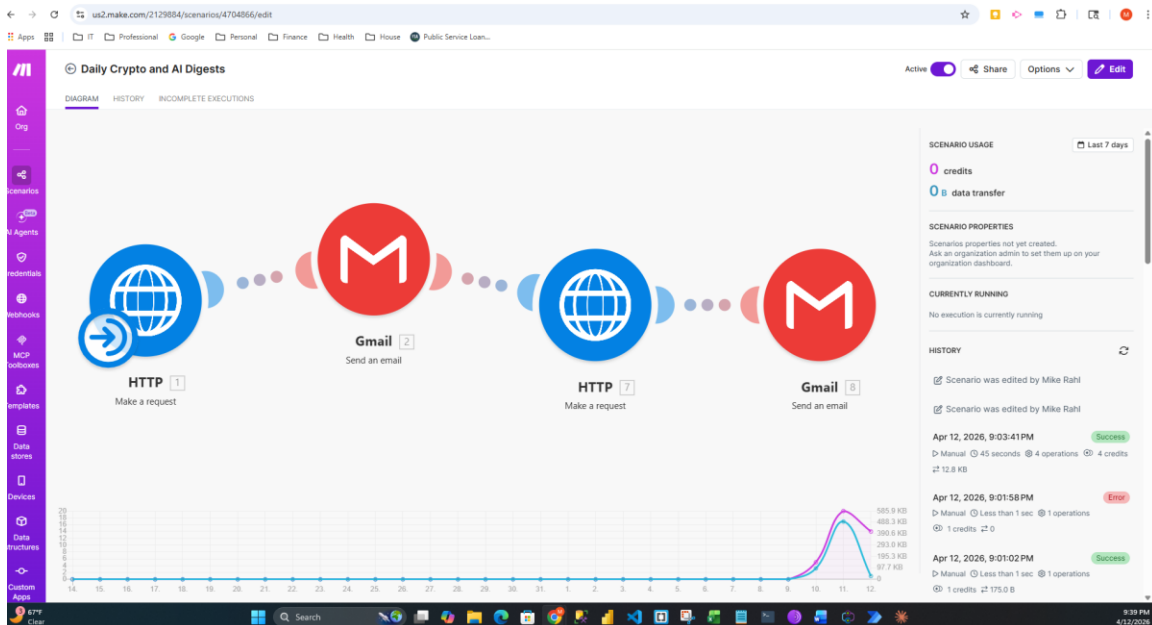 us2.make.com/2129884/scenarios/4704866/edit
Apps
IT
Professional
Google
Personal
Finance
Health
House
Public Service Loan...
Daily Crypto and AI Digests
Active
Share
Options
Edit
DIAGRAM
HISTORY
INCOMPLETE EXECUTIONS
Org
Scenarios
AI Agents
redentials
Webhooks
MCP
Toolboxes
Templates
Data
stores
Devices
Data
tructures
Custom
Apps
HTTP 1
Make a request
Gmail 2
Send an email
HTTP 7
Make a request
Gmail 8
Send an email
SCENARIO USAGE
Last 7 days
0 credits
0 B data transfer
SCENARIO PROPERTIES
Scenarios properties not yet created.
Ask an organization admin to set them up on your
organization dashboard.
CURRENTLY RUNNING
No execution is currently running
HISTORY
Scenario was edited by Mike Rahl
Scenario was edited by Mike Rahl
Apr 12, 2026, 9:03:41 PM Success
Manual 45 seconds 4 operations 4 credits
12.8 KB
Apr 12, 2026, 9:01:58 PM Error
Manual Less than 1 sec 1 operations
1 credits 0
Apr 12, 2026, 9:01:02 PM Success
Manual Less than 1 sec 1 operations
1 credits 175.0 B
20
18
16
14
12
10
8
6
4
2
0
585.9 KB
488.3 KB
390.6 KB
293.0 KB
195.3 KB
97.7 KB
0
14. 15. 16. 17. 18. 19. 20. 21. 22. 23. 24. 25. 26. 27. 28. 29. 30. 31. 1. 2. 3. 4. 5. 6. 7. 8. 9. 10. 11. 12.
67°F
Clear
Search
9:39 PM
4/12/2026